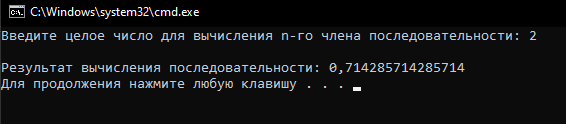 C:\Windows\system32\cmd.exe
Введите целое число для вычисления n-го члена последовательности: 2
Результат вычисления последовательности: 0,714285714285714
Для продолжения нажмите любую клавишу . . .